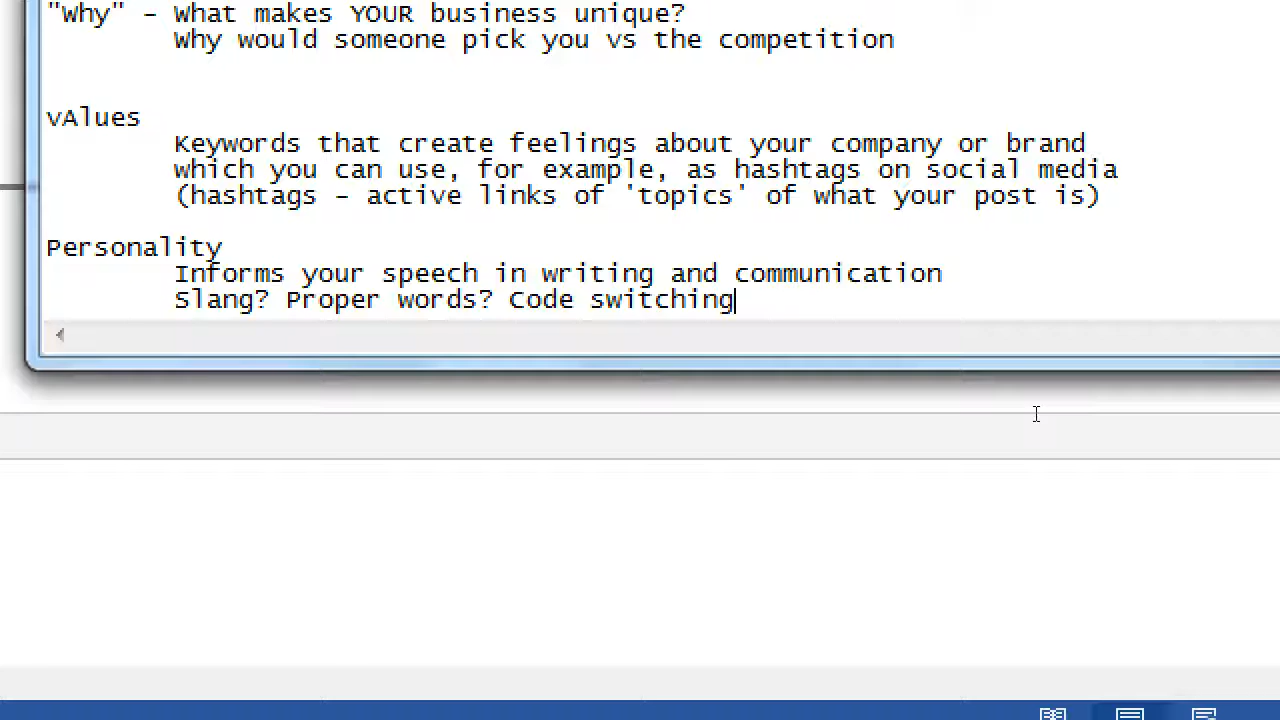 "Why" – What makes YOUR business unique?
Why would someone pick you vs the competition
vAlues
Keywords that create feelings about your company or brand
which you can use, for example, as hashtags on social media
(hashtags – active links of 'topics' of what your post is)
Personality
Informs your speech in writing and communication
Slang? Proper words? Code switching